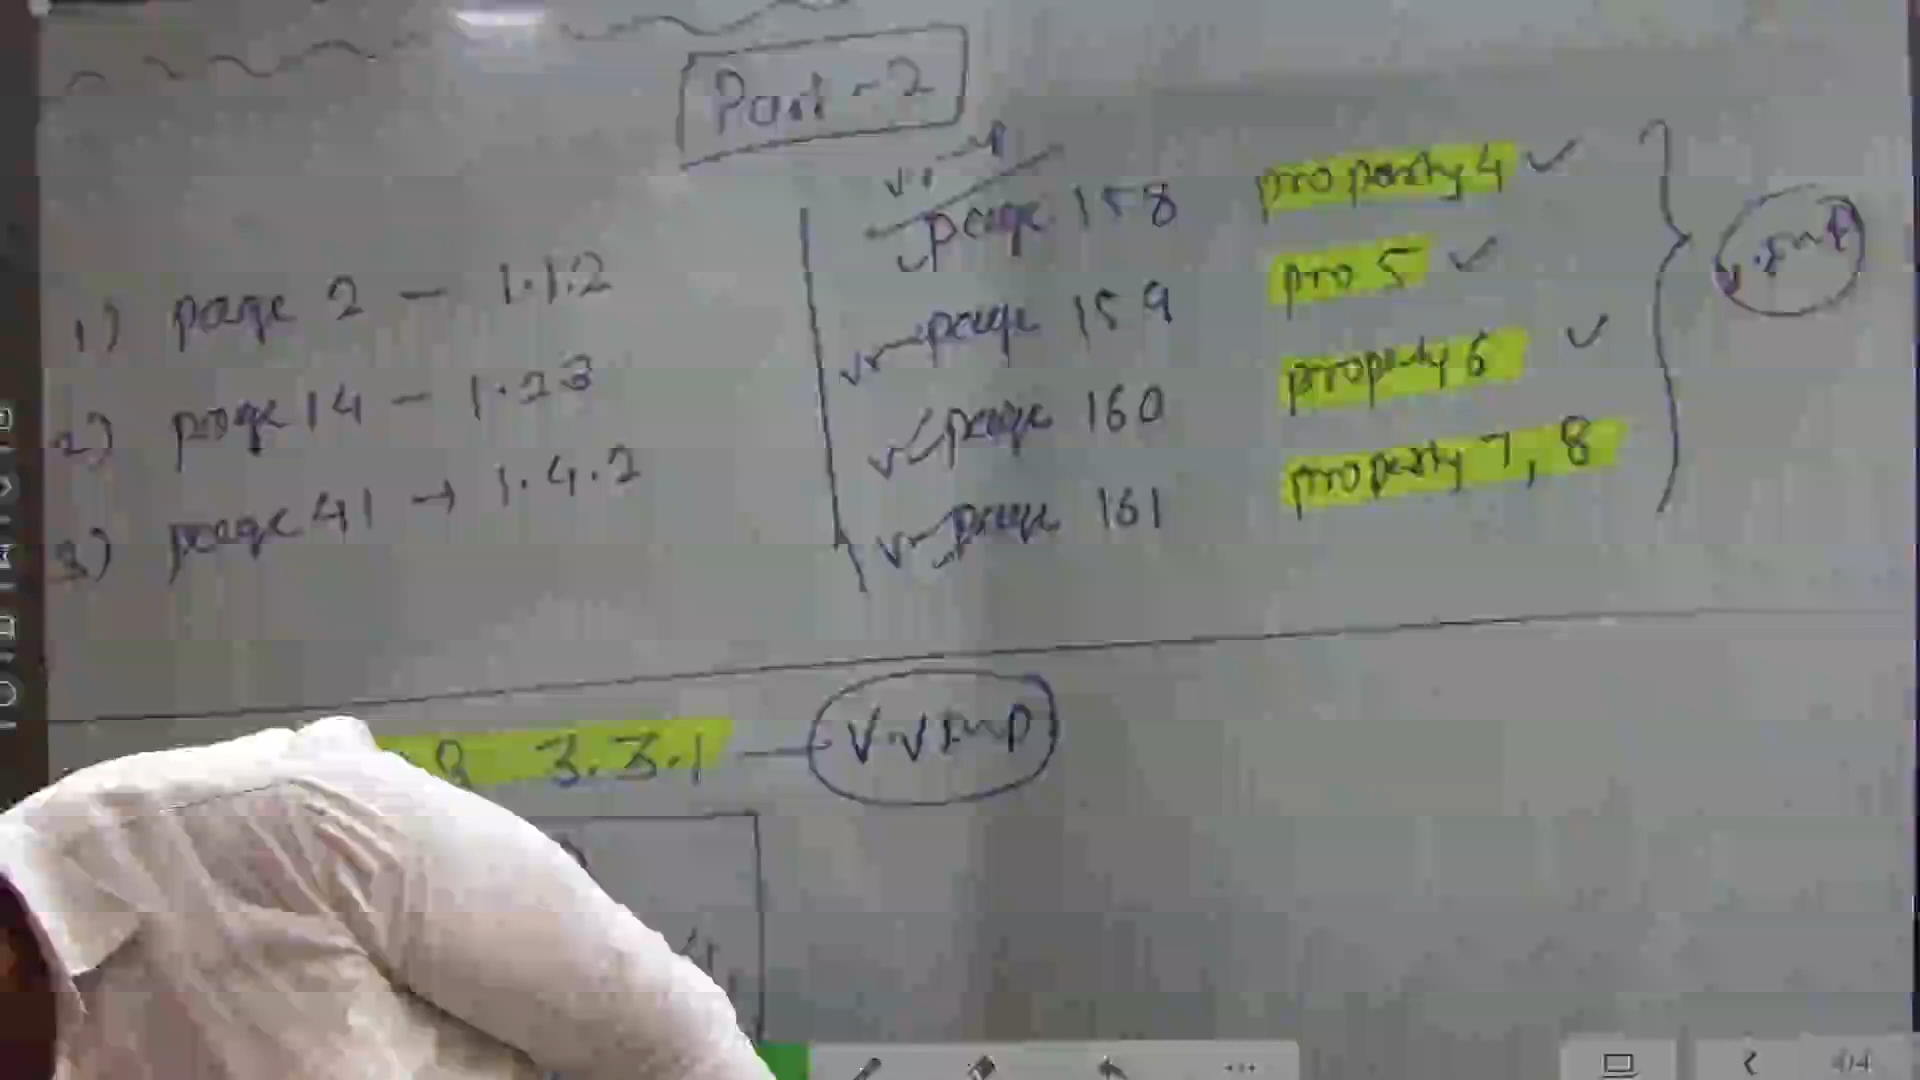 Part - 2
1) page 2 - 1.1.2
2) page 14 - 1.23
3) page 41 → 1.4.2
page 158 property 4 ✓
page 159 pro 5 ✓
page 160 property 6 ✓
page 161 property 7, 8
v.Imp
3.3.1 - V.V Imp